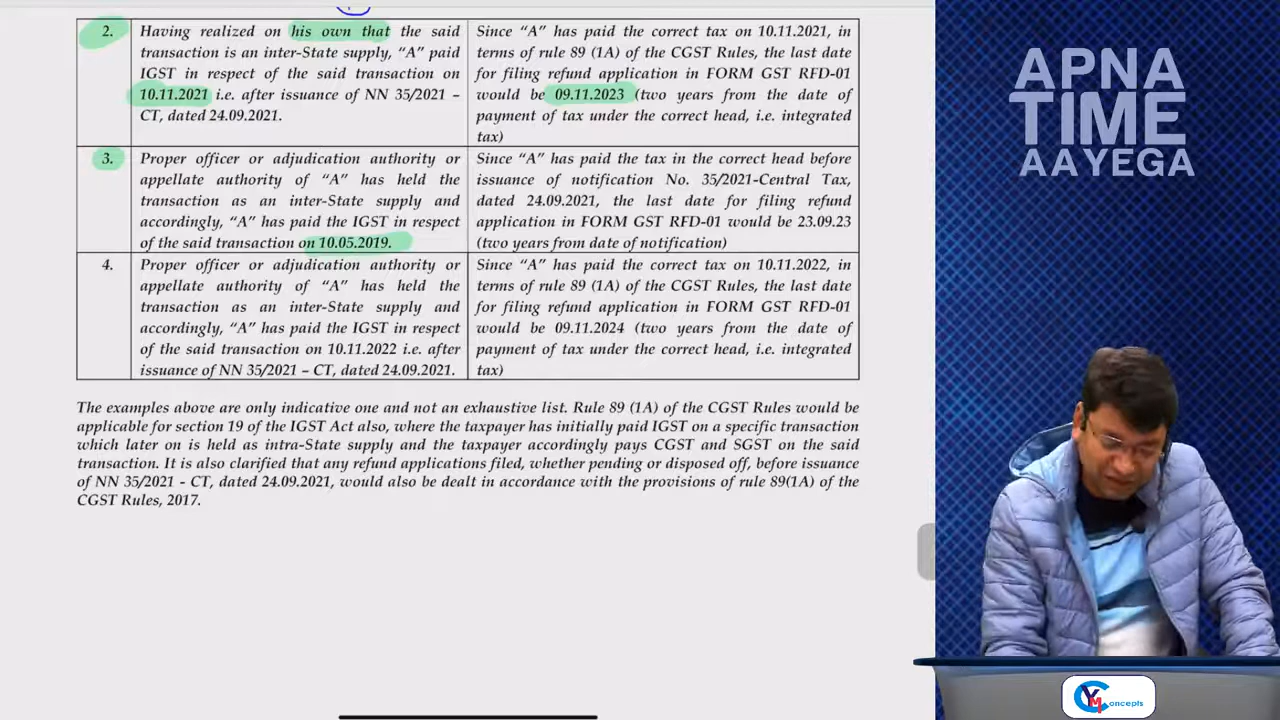 2.
Having realized on his own that the said
transaction is an inter-State supply, “A” paid
IGST in respect of the said transaction on
10.11.2021 i.e. after issuance of NN 35/2021 –
CT, dated 24.09.2021.
Since “A” has paid the correct tax on 10.11.2021, in
terms of rule 89 (1A) of the CGST Rules, the last date
for filing refund application in FORM GST RFD-01
would be 09.11.2023 (two years from the date of
payment of tax under the correct head, i.e. integrated
tax)
3.
Proper officer or adjudication authority or
appellate authority of “A” has held the
transaction as an inter-State supply and
accordingly, “A” has paid the IGST in respect
of the said transaction on 10.05.2019.
Since “A” has paid the tax in the correct head before
issuance of notification No. 35/2021-Central Tax,
dated 24.09.2021, the last date for filing refund
application in FORM GST RFD-01 would be 23.09.23
(two years from date of notification)
4.
Proper officer or adjudication authority or
appellate authority of “A” has held the
transaction as an inter-State supply and
accordingly, “A” has paid the IGST in respect
of the said transaction on 10.11.2022 i.e. after
issuance of NN 35/2021 – CT, dated 24.09.2021.
Since “A” has paid the correct tax on 10.11.2022, in
terms of rule 89 (1A) of the CGST Rules, the last date
for filing refund application in FORM GST RFD-01
would be 09.11.2024 (two years from the date of
payment of tax under the correct head, i.e. integrated
tax)
The examples above are only indicative one and not an exhaustive list. Rule 89 (1A) of the CGST Rules would be
applicable for section 19 of the IGST Act also, where the taxpayer has initially paid IGST on a specific transaction
which later on is held as intra-State supply and the taxpayer accordingly pays CGST and SGST on the said
transaction. It is also clarified that any refund applications filed, whether pending or disposed off, before issuance
of NN 35/2021 - CT, dated 24.09.2021, would also be dealt in accordance with the provisions of rule 89(1A) of the
CGST Rules, 2017.
APNA
TIME
AAYEGA
YMConcepts